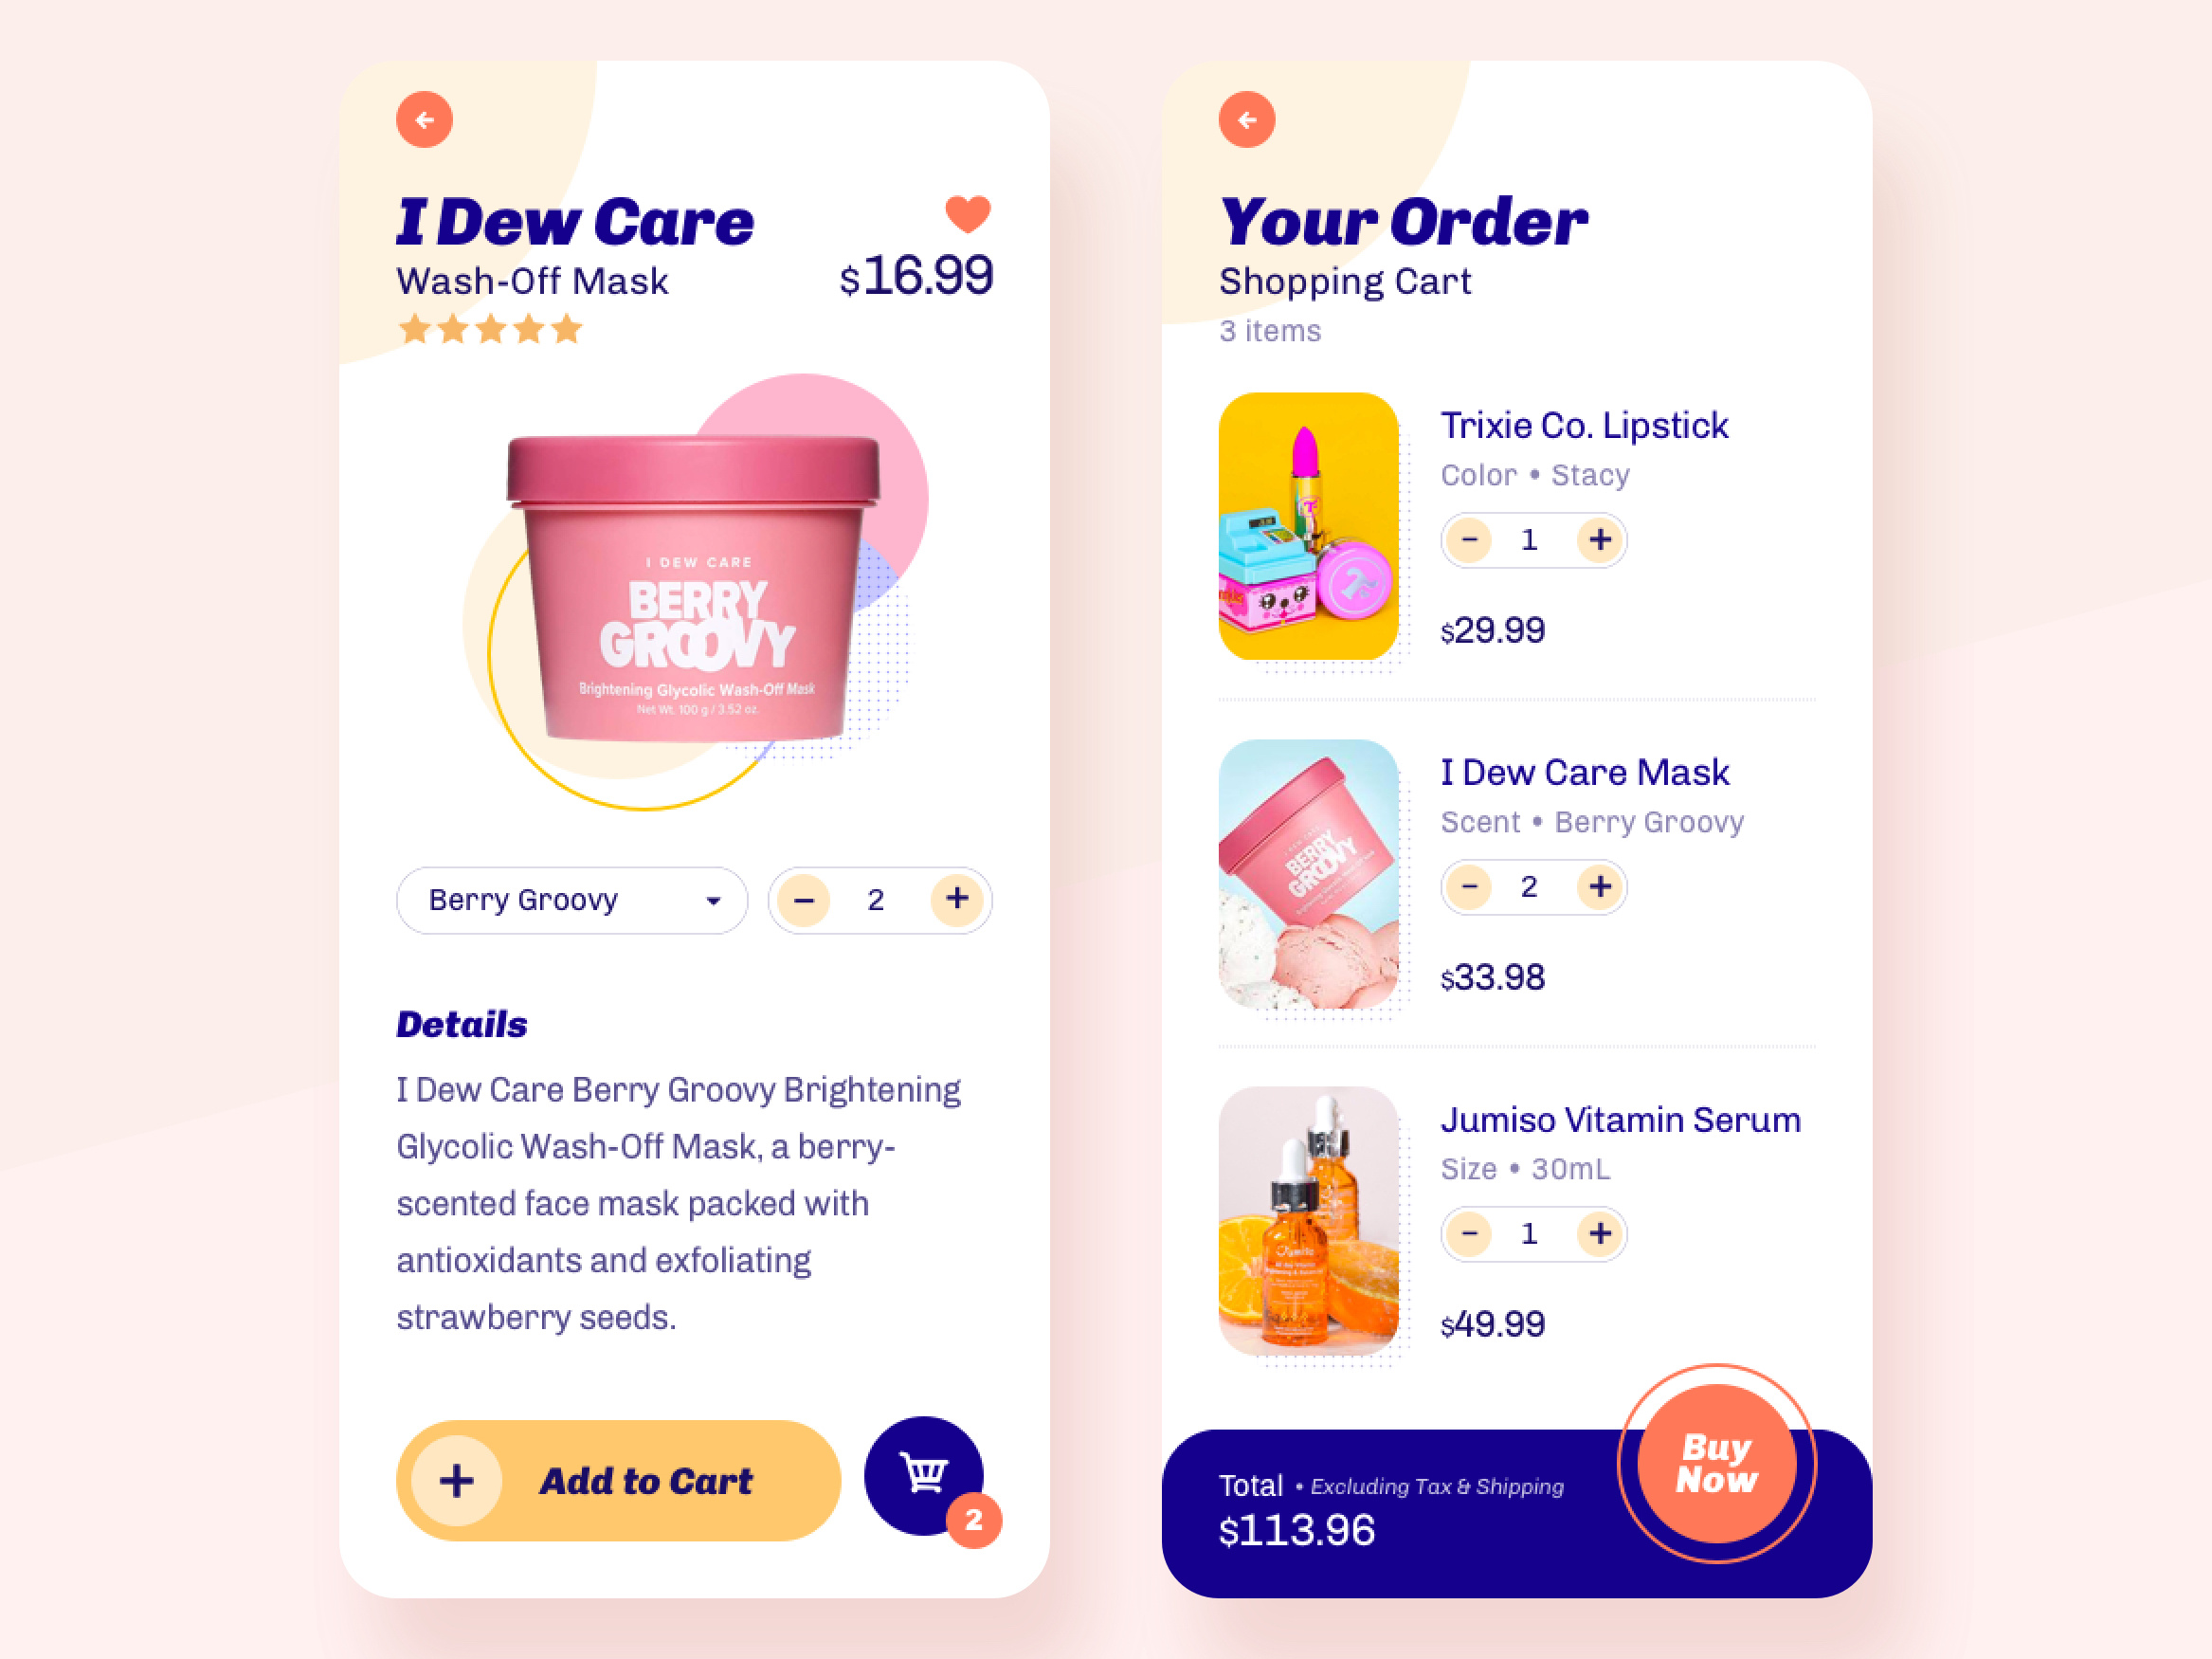 I Dew Care
Wash-Off Mask
$16.99
I DEW CARE
BERRY
GROOVY
Brightening Glycolic Wash-Off Mask
Net Wt. 100 g / 3.52 oz.
Berry Groovy
− 2 +
Details
I Dew Care Berry Groovy Brightening
Glycolic Wash-Off Mask, a berry-
scented face mask packed with
antioxidants and exfoliating
strawberry seeds.
+ Add to Cart
2
Your Order
Shopping Cart
3 items
Trixie Co. Lipstick
Color • Stacy
− 1 +
$29.99
BERRY
GROOVY
I Dew Care Mask
Scent • Berry Groovy
− 2 +
$33.98
Jumiso Vitamin Serum
Size • 30mL
− 1 +
$49.99
Total • Excluding Tax & Shipping
$113.96
Buy
Now